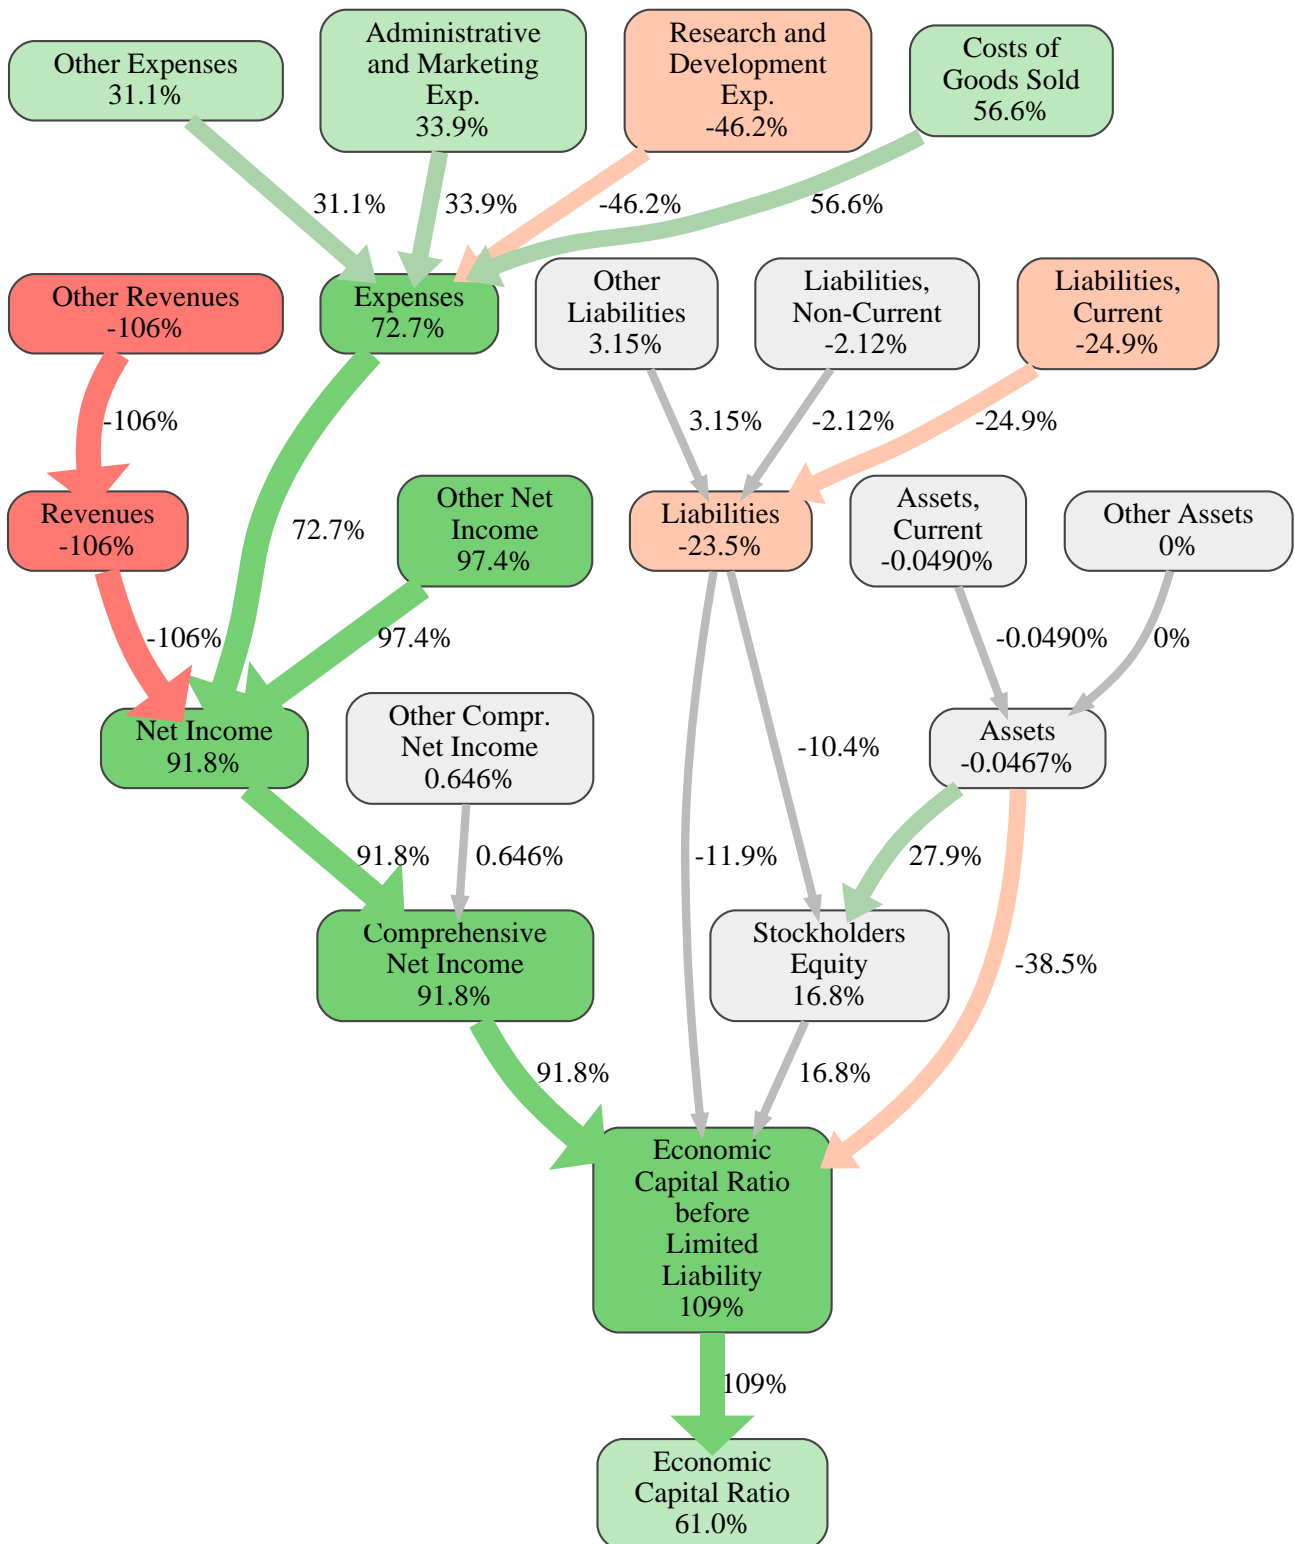 Other Expenses
31.1%
Administrative
and Marketing
Exp.
33.9%
Research and
Development
Exp.
-46.2%
Costs of
Goods Sold
56.6%
31.1%
33.9%
-46.2%
56.6%
Other Revenues
-106%
Expenses
72.7%
Other
Liabilities
3.15%
Liabilities,
Non-Current
-2.12%
Liabilities,
Current
-24.9%
-106%
3.15%
-2.12%
-24.9%
Revenues
-106%
72.7%
Other Net
Income
97.4%
Liabilities
-23.5%
Assets,
Current
-0.0490%
Other Assets
0%
-106%
97.4%
-0.0490%
0%
Net Income
91.8%
Other Compr.
Net Income
0.646%
-10.4%
Assets
-0.0467%
91.8%
0.646%
-11.9%
27.9%
Comprehensive
Net Income
91.8%
Stockholders
Equity
16.8%
-38.5%
91.8%
16.8%
Economic
Capital Ratio
before
Limited
Liability
109%
109%
Economic
Capital Ratio
61.0%